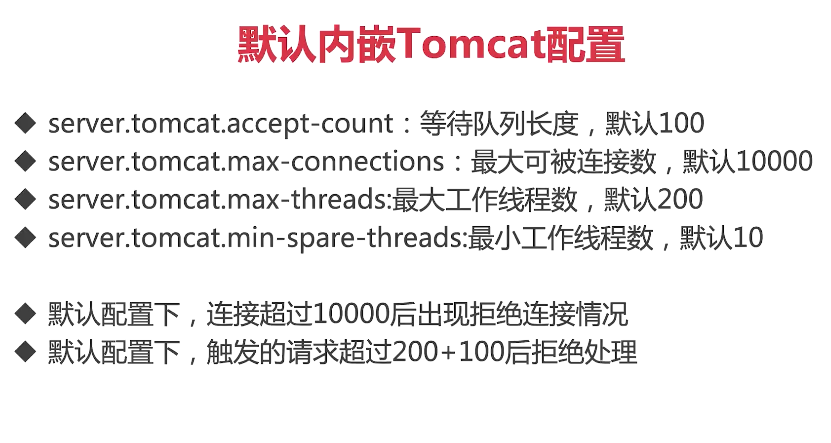 默认内嵌Tomcat配置
◆ server.tomcat.accept-count：等待队列长度，默认100
◆ server.tomcat.max-connections：最大可被连接数，默认10000
◆ server.tomcat.max-threads:最大工作线程数，默认200
◆ server.tomcat.min-spare-threads:最小工作线程数，默认10
◆ 默认配置下，连接超过10000后出现拒绝连接情况
◆ 默认配置下，触发的请求超过200+100后拒绝处理